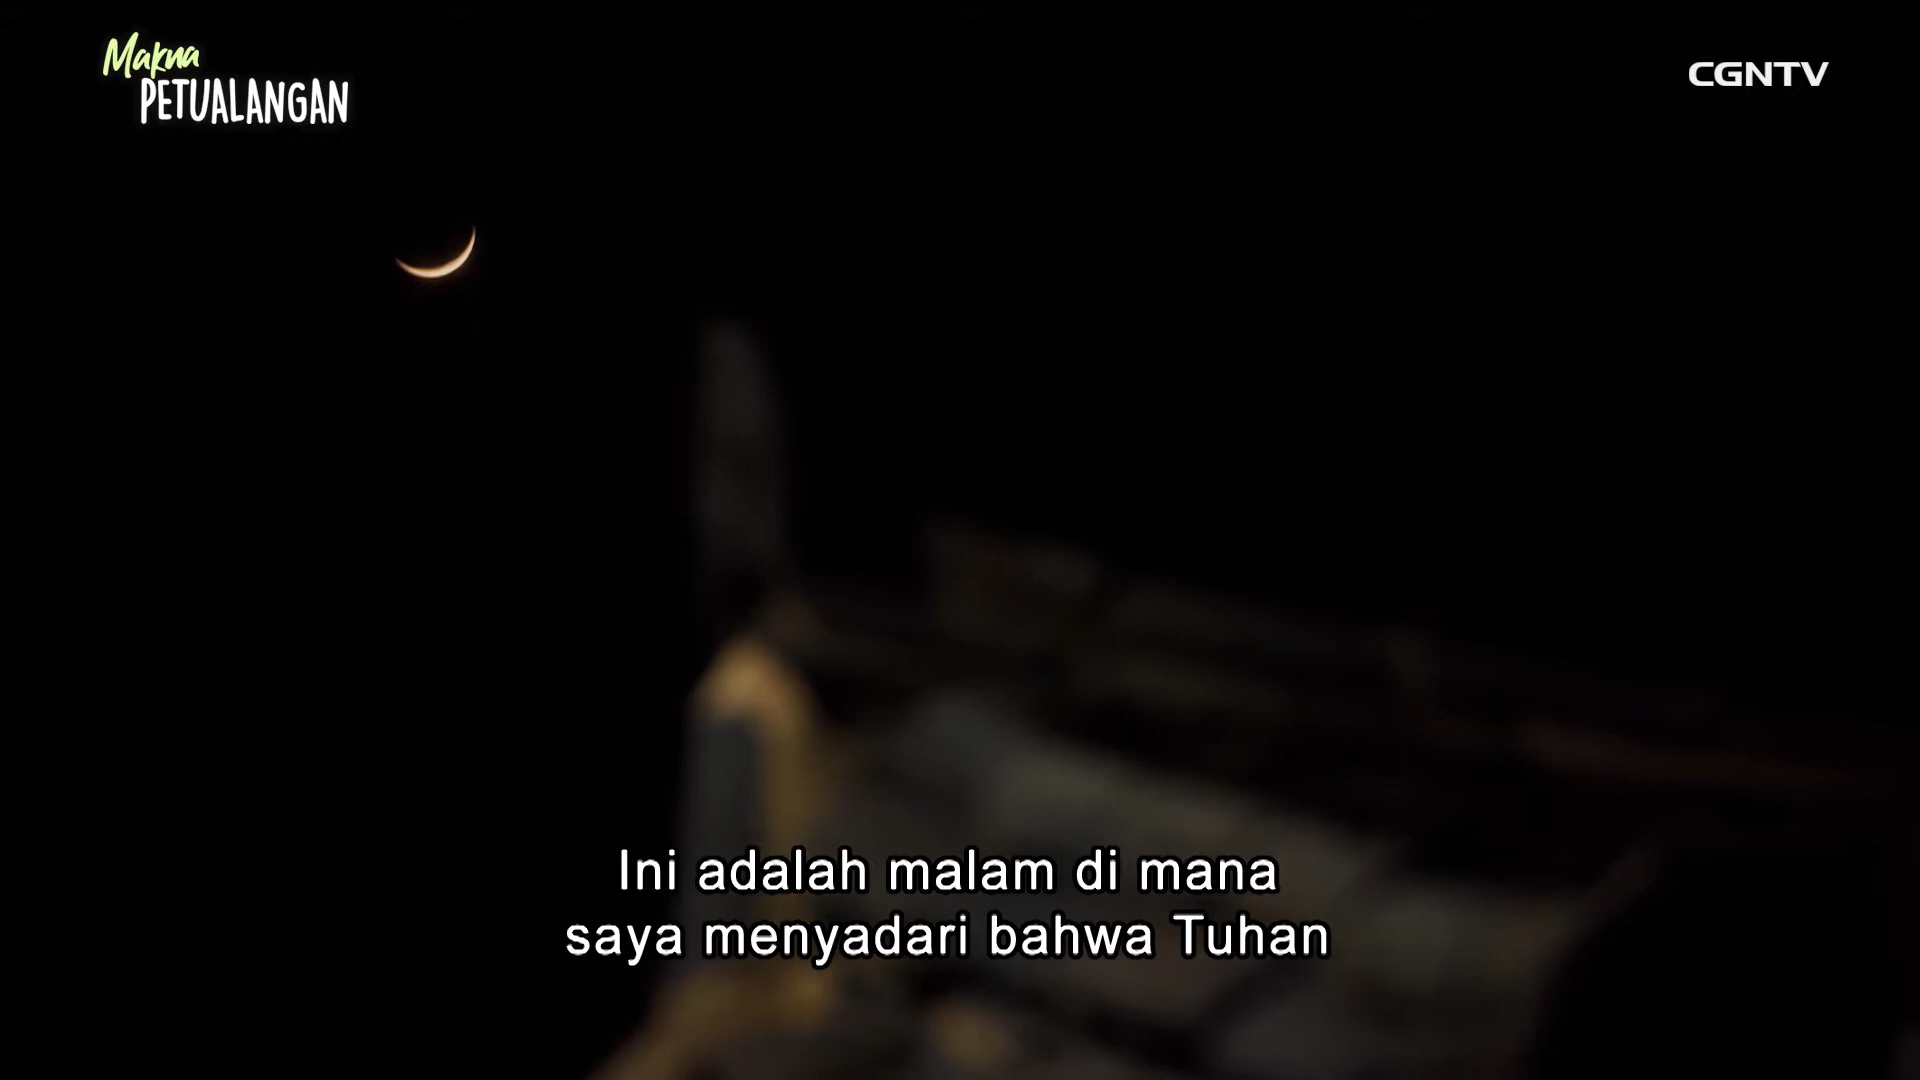 Makna
PETUALANGAN
CGNTV
Ini adalah malam di mana
saya menyadari bahwa Tuhan